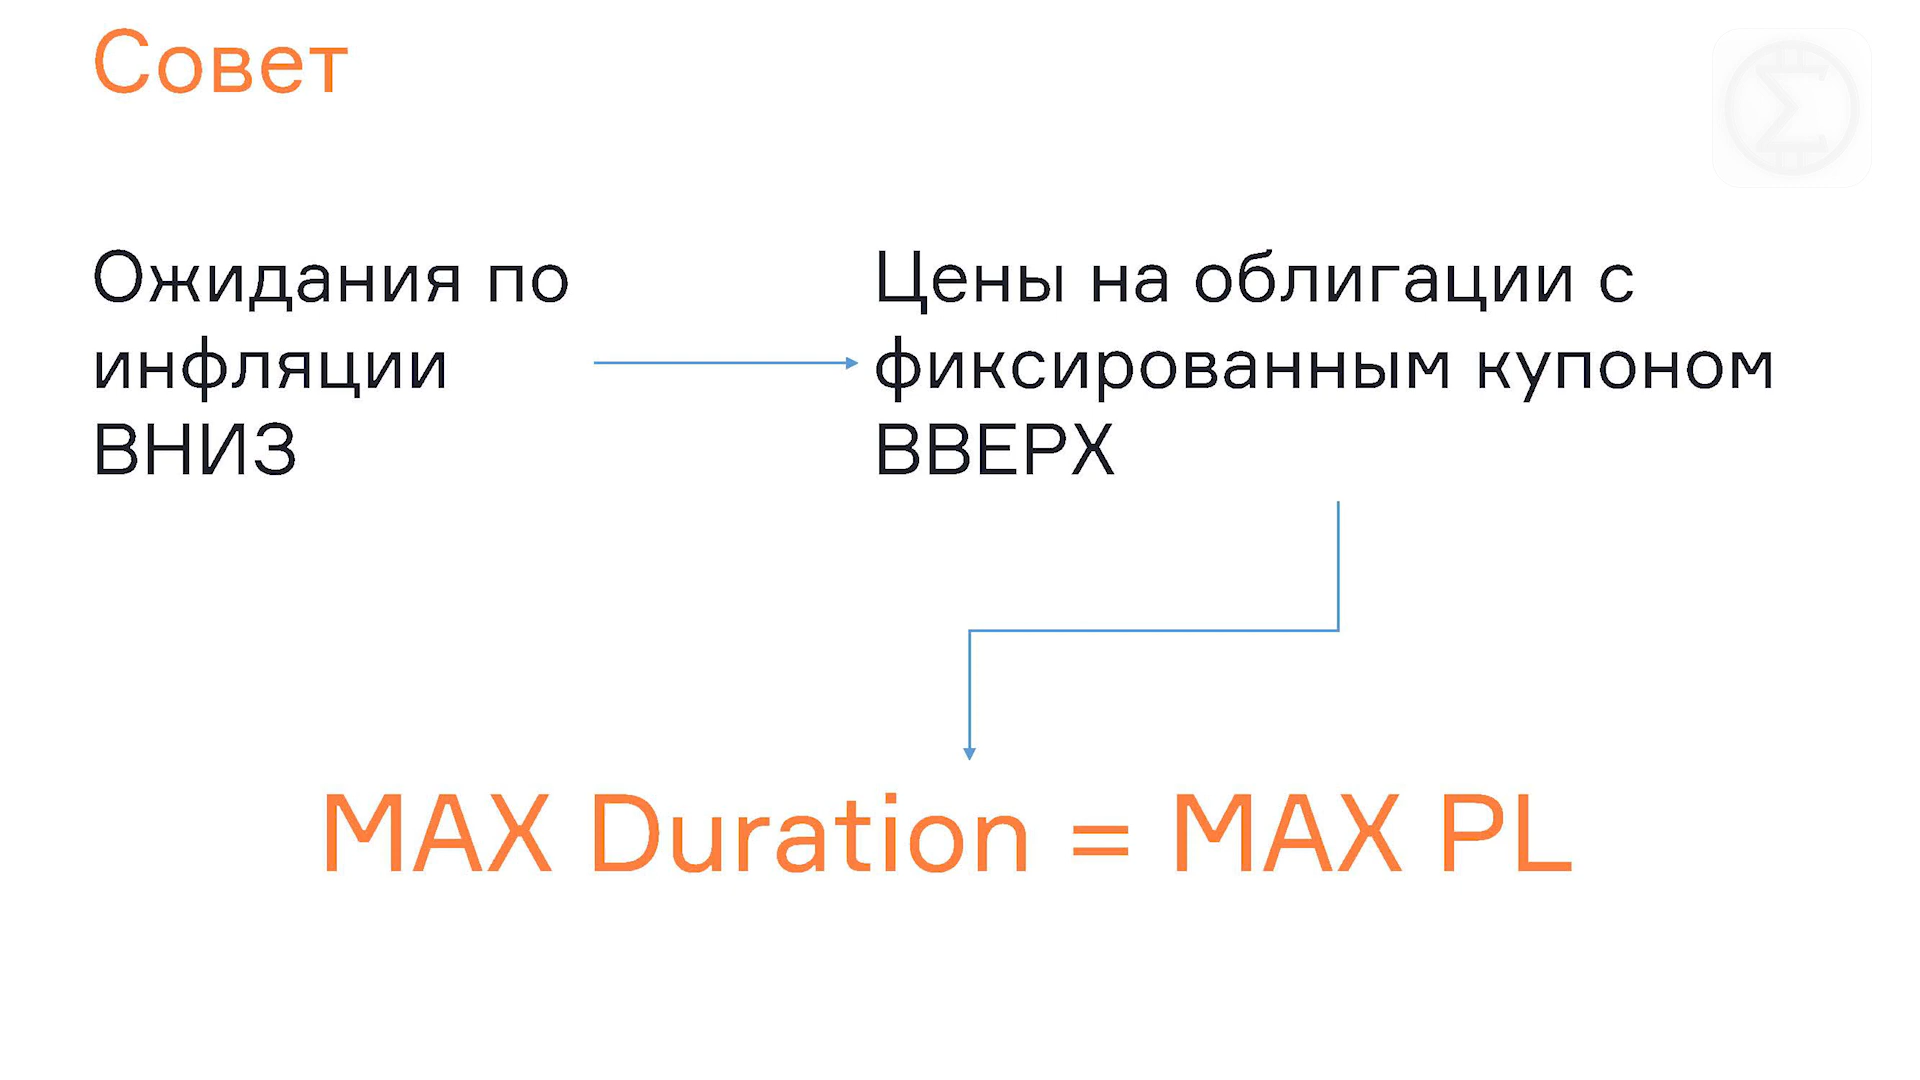 Совет
Ожидания по
инфляции
ВНИЗ
Цены на облигации с
фиксированным купоном
ВВЕРХ
MAX Duration = MAX PL